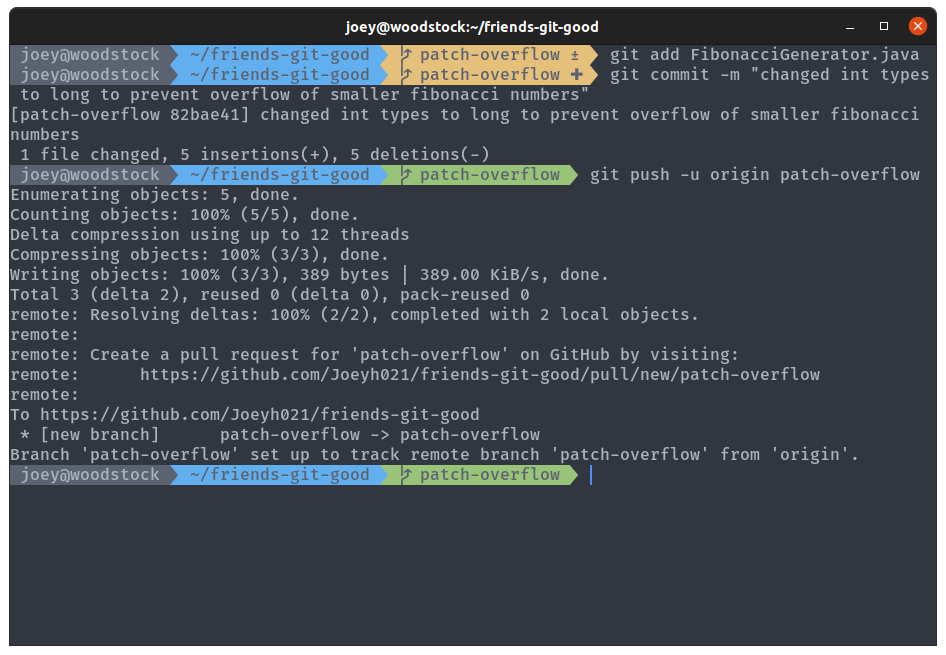 joey@woodstock:~/friends-git-good
joey@woodstock ~/friends-git-good patch-overflow ± git add FibonacciGenerator.java
joey@woodstock ~/friends-git-good patch-overflow ✚ git commit -m "changed int types
to long to prevent overflow of smaller fibonacci numbers"
[patch-overflow 82bae41] changed int types to long to prevent overflow of smaller fibonacci
numbers
1 file changed, 5 insertions(+), 5 deletions(-)
joey@woodstock ~/friends-git-good patch-overflow git push -u origin patch-overflow
Enumerating objects: 5, done.
Counting objects: 100% (5/5), done.
Delta compression using up to 12 threads
Compressing objects: 100% (3/3), done.
Writing objects: 100% (3/3), 389 bytes | 389.00 KiB/s, done.
Total 3 (delta 2), reused 0 (delta 0), pack-reused 0
remote: Resolving deltas: 100% (2/2), completed with 2 local objects.
remote:
remote: Create a pull request for 'patch-overflow' on GitHub by visiting:
remote:      https://github.com/Joeyh021/friends-git-good/pull/new/patch-overflow
remote:
To https://github.com/Joeyh021/friends-git-good
 * [new branch]      patch-overflow -> patch-overflow
Branch 'patch-overflow' set up to track remote branch 'patch-overflow' from 'origin'.
joey@woodstock ~/friends-git-good patch-overflow